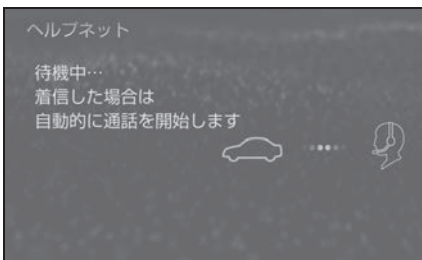 ヘルプネット
待機中…
着信した場合は
自動的に通話を開始します